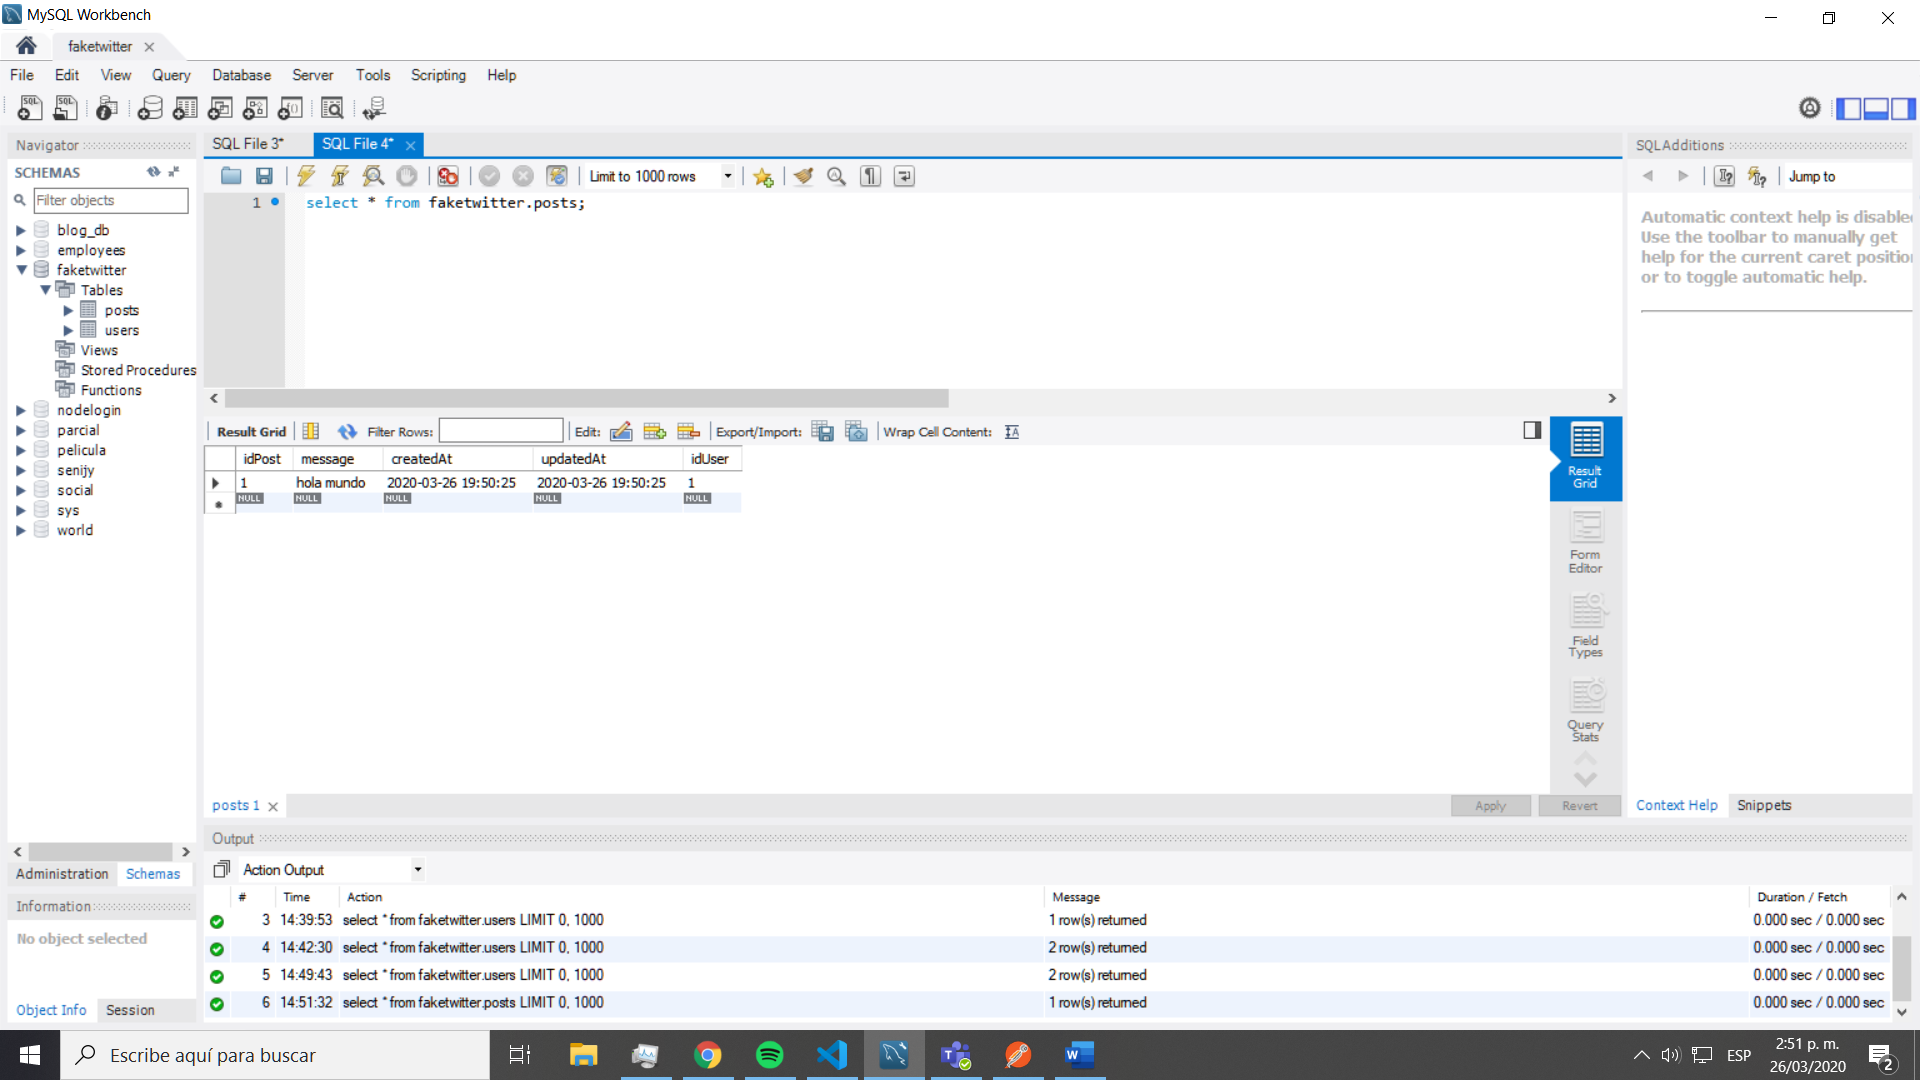 MySQL Workbench
faketwitter
File Edit View Query Database Server Tools Scripting Help
Navigator
SCHEMAS
Filter objects
blog_db
employees
faketwitter
Tables
posts
users
Views
Stored Procedures
Functions
nodelogin
parcial
pelicula
senijy
social
sys
world
Administration Schemas
Information
No object selected
Object Info Session
SQL File 3* SQL File 4*
Limit to 1000 rows
1 select * from faketwitter.posts;
Result Grid Filter Rows: Edit: Export/Import: Wrap Cell Content:
idPost message createdAt updatedAt idUser
1 hola mundo 2020-03-26 19:50:25 2020-03-26 19:50:25 1
NULL NULL NULL NULL NULL
Result
Grid
Form
Editor
Field
Types
Query
Stats
posts 1
Apply Revert
SQLAdditions
Jump to
Automatic context help is disable
Use the toolbar to manually get
help for the current caret positio
or to toggle automatic help.
Context Help Snippets
Output
Action Output
# Time Action Message Duration / Fetch
3 14:39:53 select * from faketwitter.users LIMIT 0, 1000 1 row(s) returned 0.000 sec / 0.000 sec
4 14:42:30 select * from faketwitter.users LIMIT 0, 1000 2 row(s) returned 0.000 sec / 0.000 sec
5 14:49:43 select * from faketwitter.users LIMIT 0, 1000 2 row(s) returned 0.000 sec / 0.000 sec
6 14:51:32 select * from faketwitter.posts LIMIT 0, 1000 1 row(s) returned 0.000 sec / 0.000 sec
Escribe aquí para buscar
ESP
2:51 p. m.
26/03/2020
2